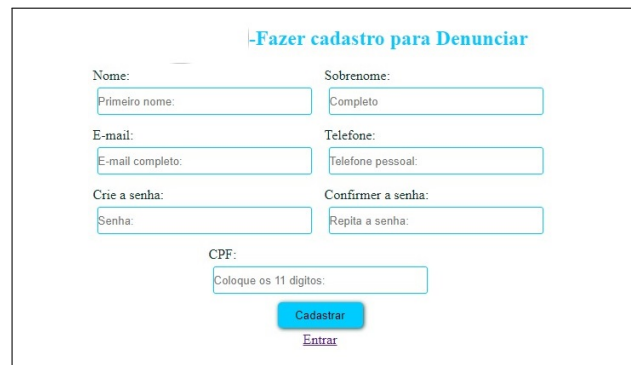 -Fazer cadastro para Denunciar
Nome: Sobrenome:
Primeiro nome: Completo
E-mail: Telefone:
E-mail completo: Telefone pessoal:
Crie a senha: Confirmer a senha:
Senha: Repita a senha:
CPF:
Coloque os 11 digitos:
Cadastrar
Entrar